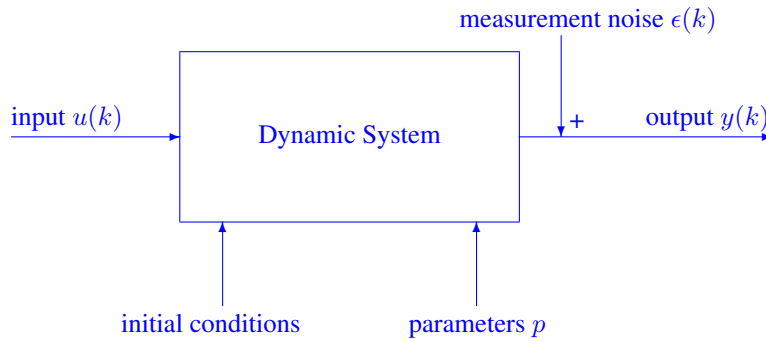 measurement noise ϵ(k)
input u(k)
Dynamic System
+
output y(k)
initial conditions
parameters p